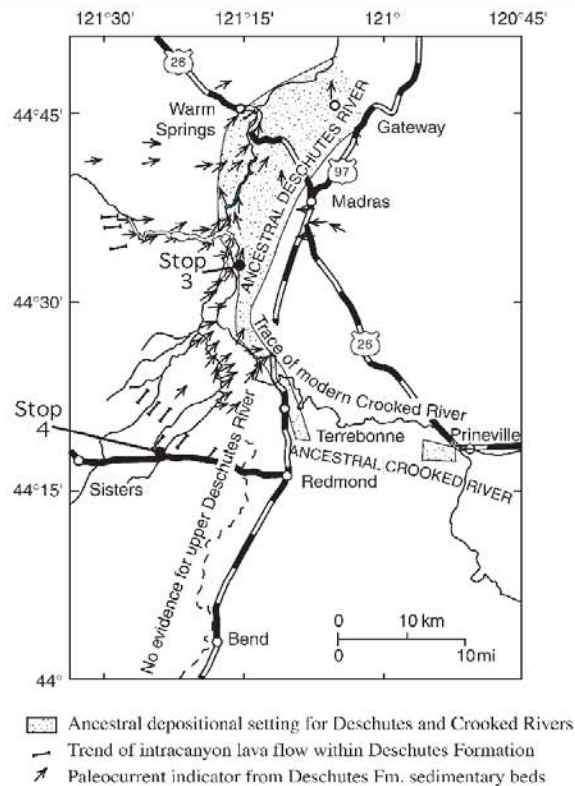 121°30' 121°15' 121° 120°45'
26
44°45'
Warm
Springs
Gateway
ANCESTRAL DESCHUTES RIVER
97
Madras
Stop
3
44°30'
Trace of modern Crooked River
26
Stop
4
Terrebonne
Prineville
ANCESTRAL CROOKED RIVER
Sisters
Redmond
44°15'
No evidence for upper Deschutes River
Bend
0 10 km
0 10 mi
44°
Ancestral depositional setting for Deschutes and Crooked Rivers
Trend of intracanyon lava flow within Deschutes Formation
Paleocurrent indicator from Deschutes Fm. sedimentary beds